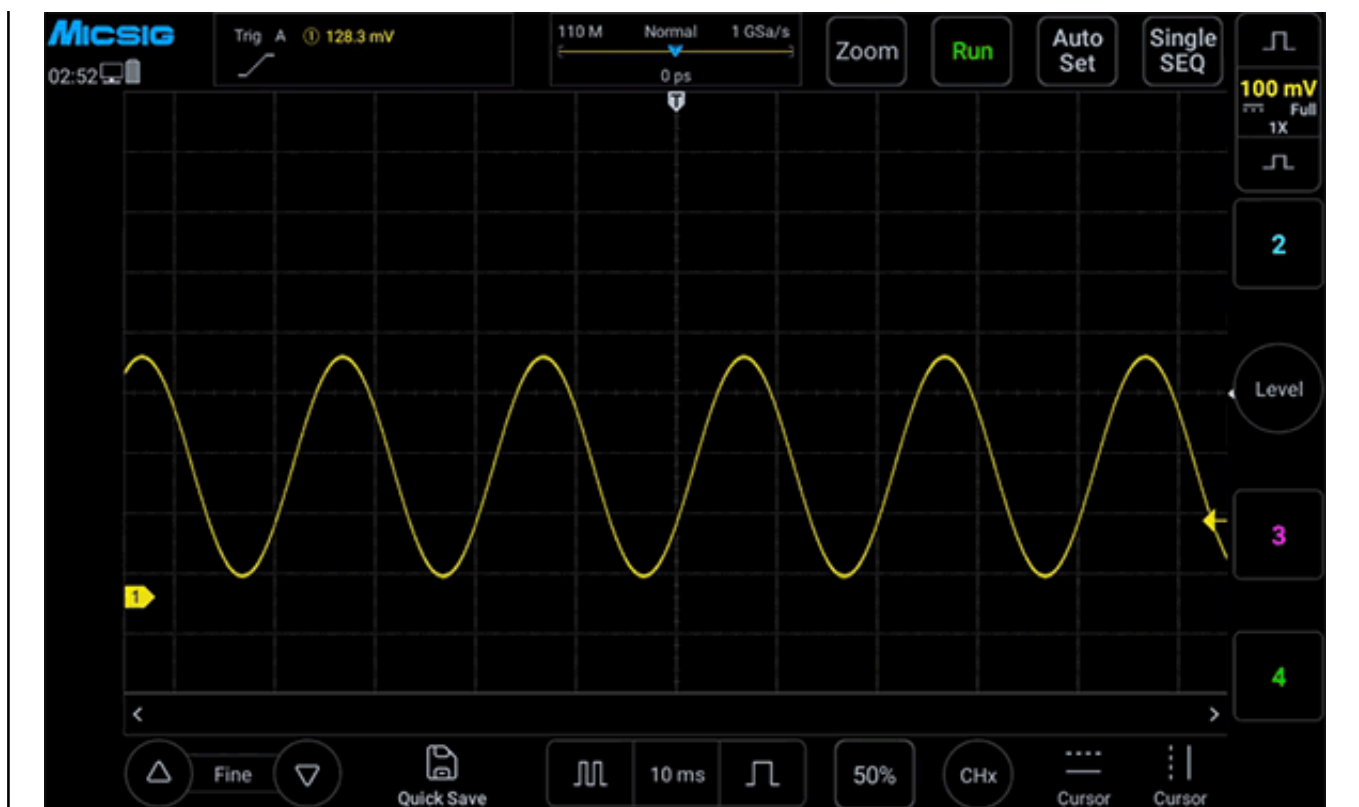 Micsig
02:52
Trig A ① 128.3 mV
110 M Normal 1 GSa/s
0 ps
T
Zoom
Run
Auto
Set
Single
SEQ
100 mV
Full
1X
2
Level
3
4
1
Fine
Quick Save
10 ms
50%
CHx
Cursor
Cursor